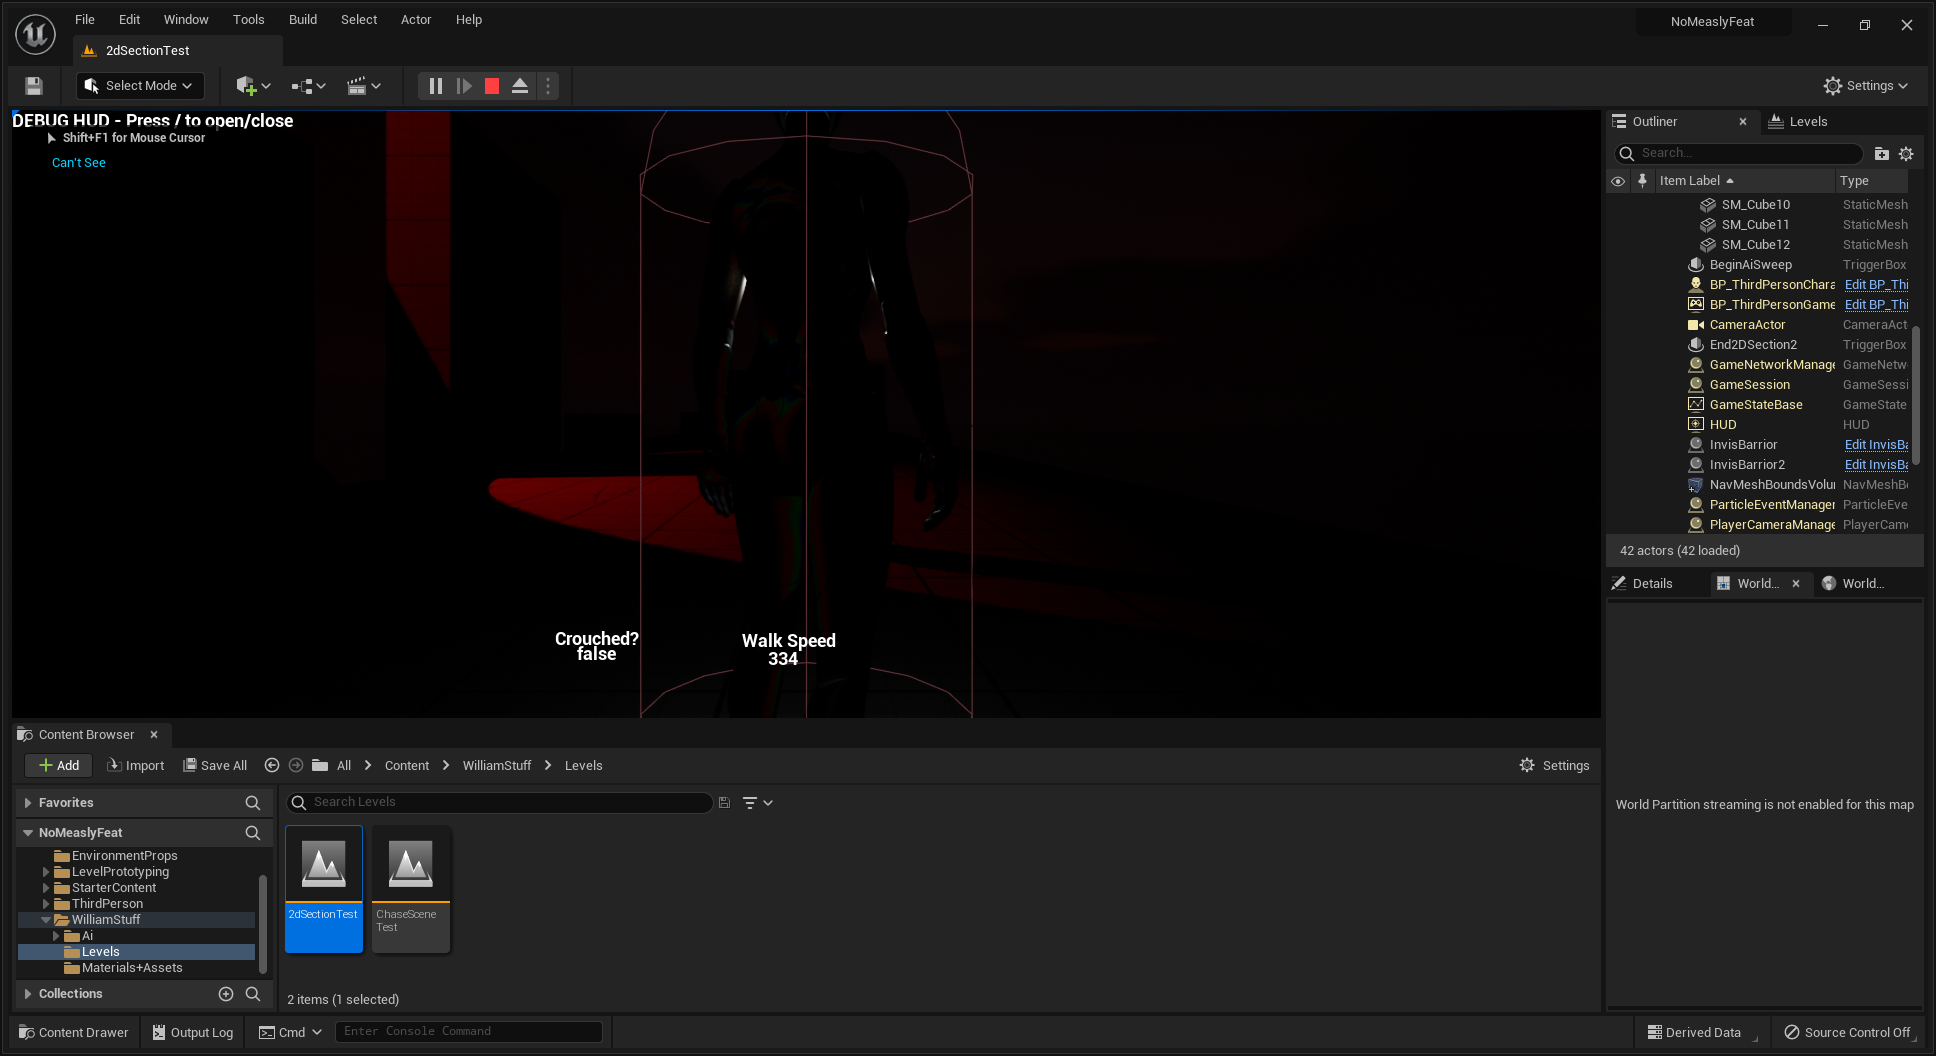 File Edit Window Tools Build Select Actor Help
NoMeaslyFeat
2dSectionTest
Select Mode
Settings
DEBUG HUD - Press / to open/close
Shift+F1 for Mouse Cursor
Can't See
Crouched?
false
Walk Speed
334
Outliner
Levels
Search...
Item Label Type
SM_Cube10 StaticMesh
SM_Cube11 StaticMesh
SM_Cube12 StaticMesh
BeginAiSweep TriggerBox
BP_ThirdPersonChara Edit BP_Thi
BP_ThirdPersonGame Edit BP_Thi
CameraActor CameraAct
End2DSection2 TriggerBox
GameNetworkManage GameNetw
GameSession GameSessi
GameStateBase GameState
HUD HUD
InvisBarrior Edit InvisBa
InvisBarrior2 Edit InvisBa
NavMeshBoundsVolur NavMeshBo
ParticleEventManager ParticleEve
PlayerCameraManage PlayerCam
42 actors (42 loaded)
Details World... World...
World Partition streaming is not enabled for this map
Content Browser
Add Import Save All All Content WilliamStuff Levels Settings
Favorites
Search Levels
NoMeaslyFeat
EnvironmentProps
LevelPrototyping
StarterContent
ThirdPerson
WilliamStuff
Ai
Levels
Materials+Assets
Collections
2dSectionTest
ChaseScene
Test
2 items (1 selected)
Content Drawer Output Log Cmd Enter Console Command Derived Data Source Control Off